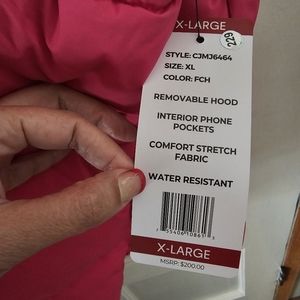 X-LARGE
229
STYLE: CJMJ6464
SIZE: XL
COLOR: FCH
REMOVABLE HOOD
INTERIOR PHONE
POCKETS
COMFORT STRETCH
FABRIC
WATER RESISTANT
X-LARGE
MSRP: $200.00